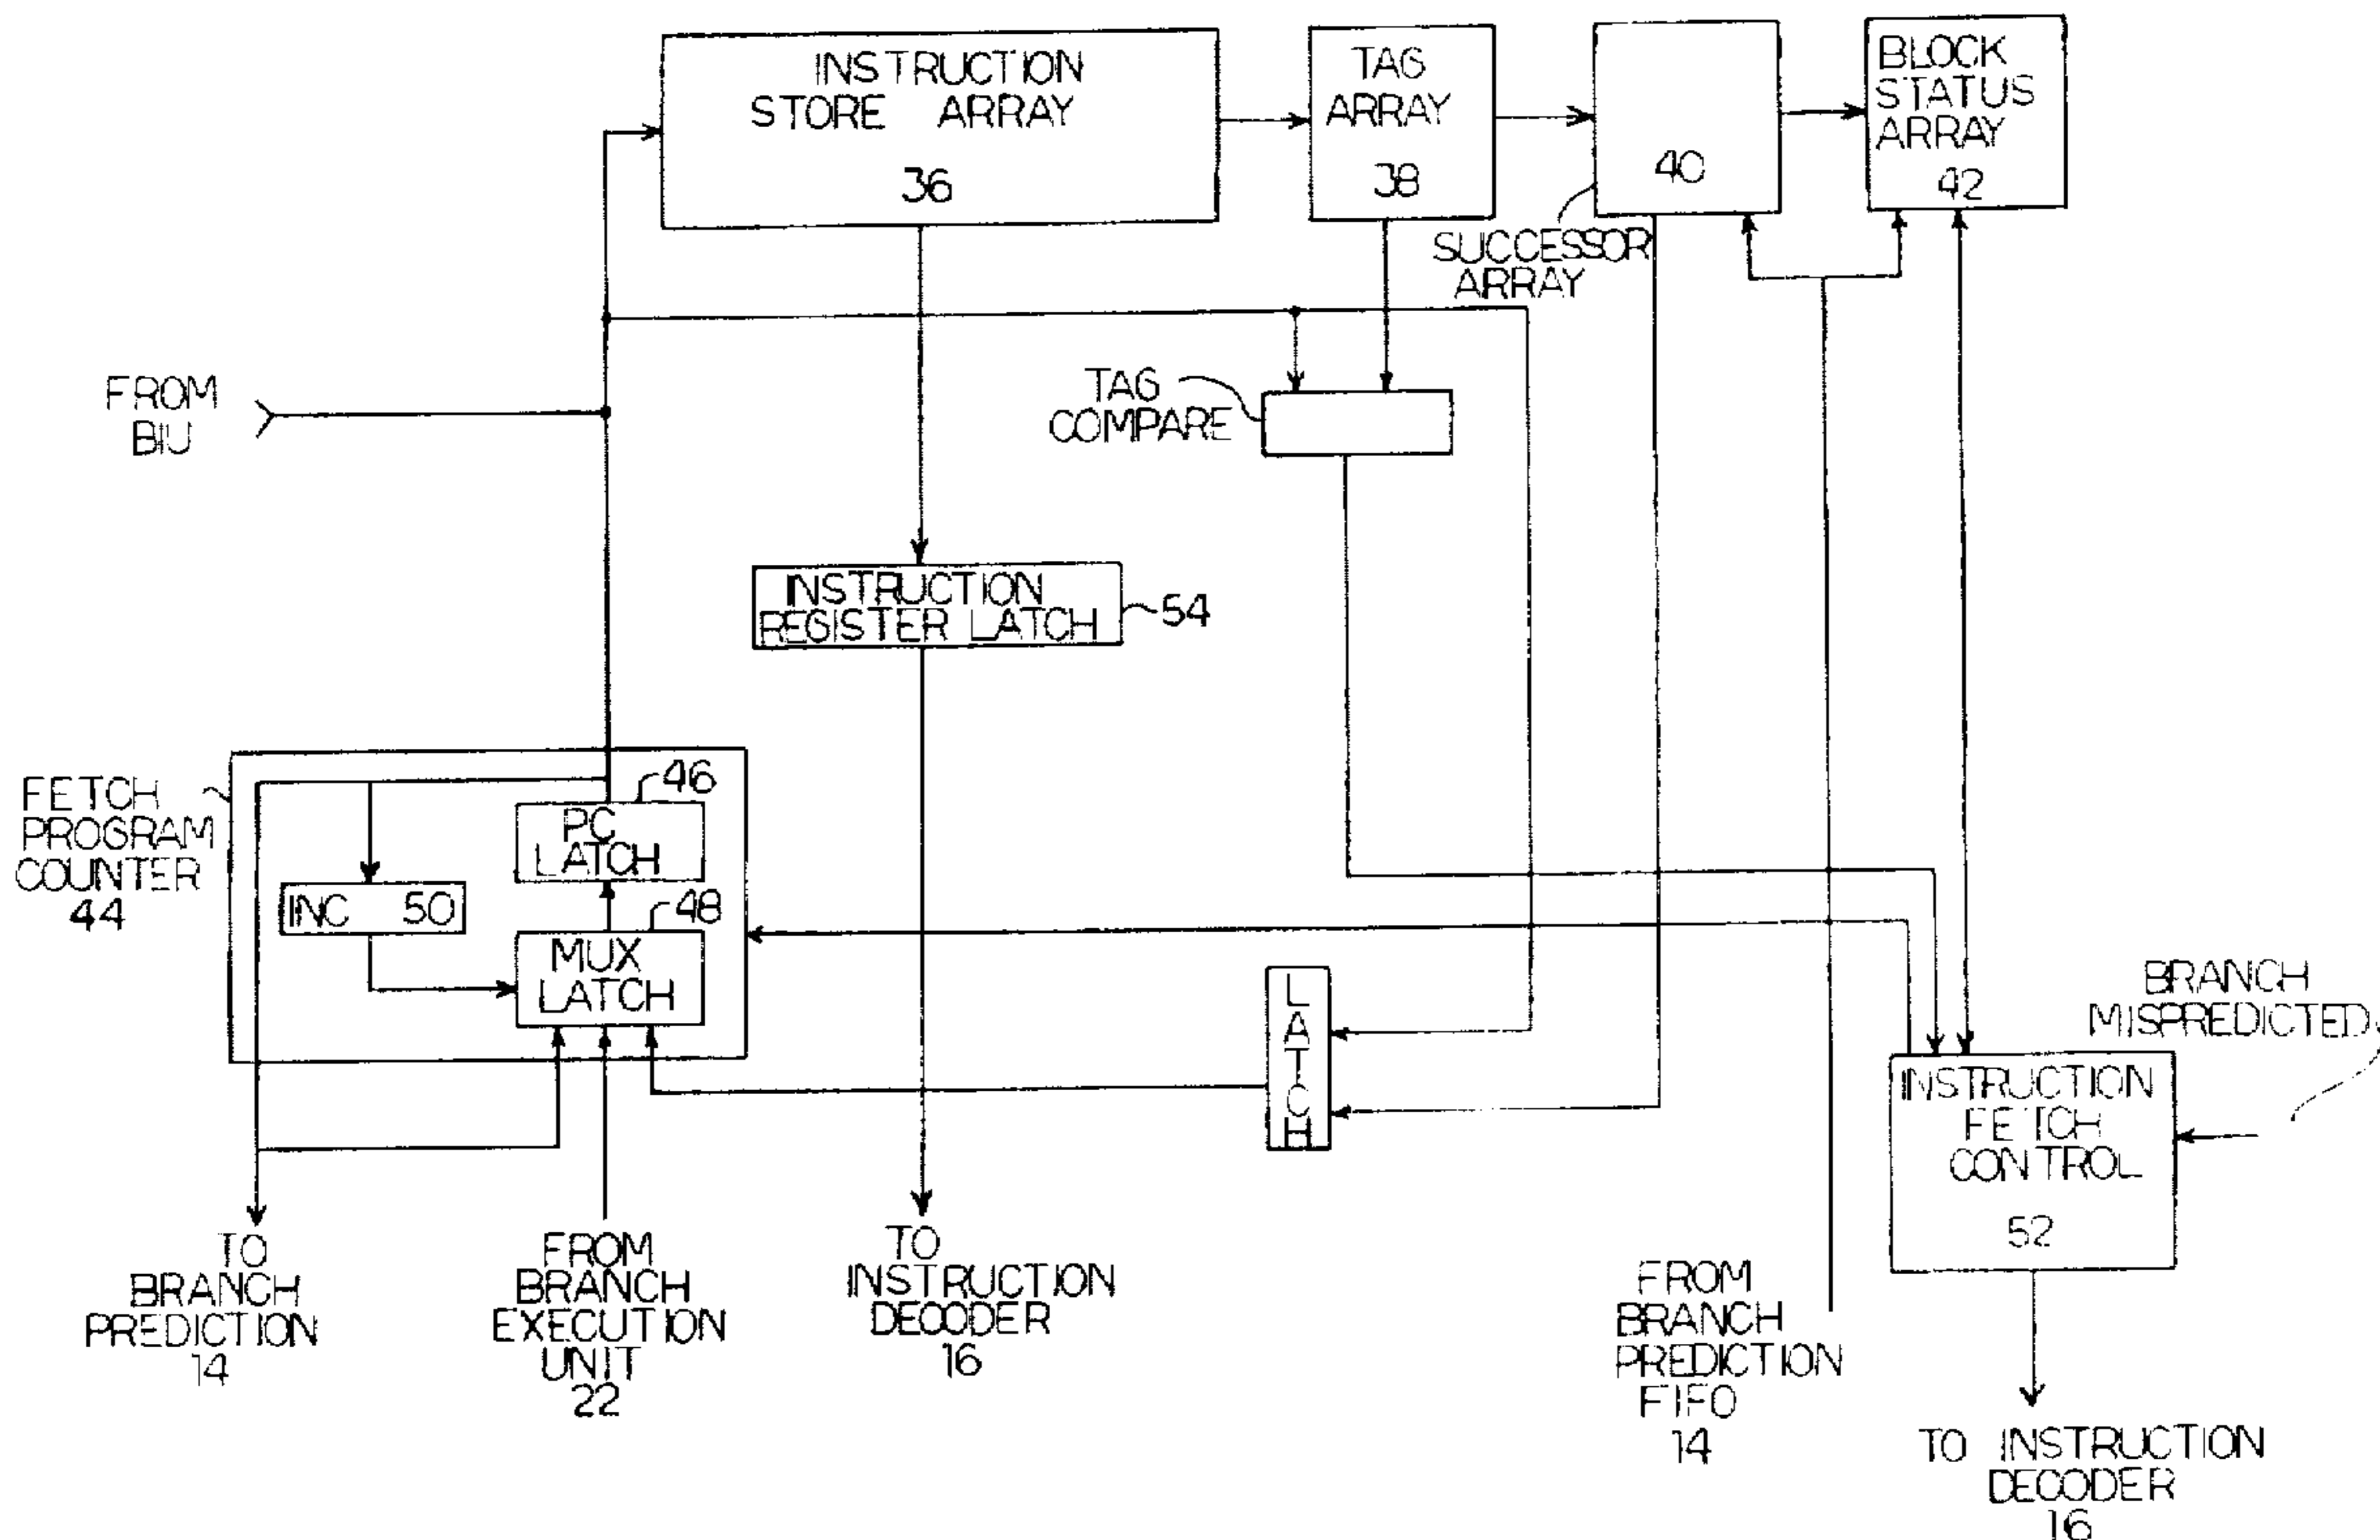 INSTRUCTION
STORE ARRAY
36
TAG
ARRAY
38
40
SUCCESSOR
ARRAY
BLOCK
STATUS
ARRAY
42
FROM
BIU
TAG
COMPARE
INSTRUCTION
REGISTER LATCH
54
FETCH
PROGRAM
COUNTER
44
46
PC
LATCH
INC 50
48
MUX
LATCH
LATCH
BRANCH
MISPREDICTED
INSTRUCTION
FETCH
CONTROL
52
TO
BRANCH
PREDICTION
14
FROM
BRANCH
EXECUTION
UNIT
22
TO
INSTRUCTION
DECODER
16
FROM
BRANCH
PREDICTION
FIFO
14
TO INSTRUCTION
DECODER
16